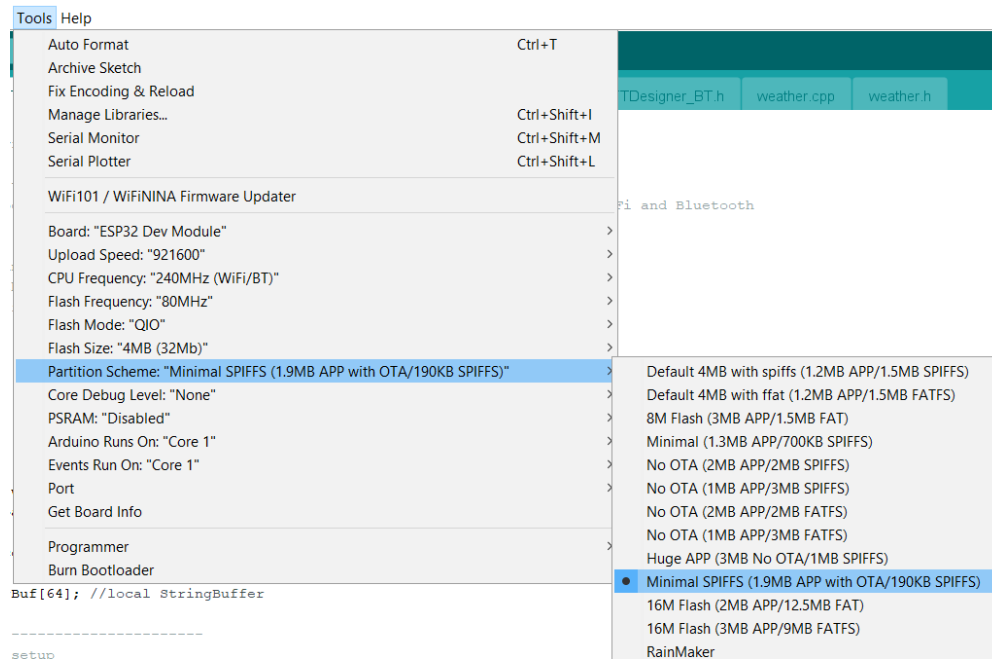 Tools Help
Auto Format Ctrl+T
Archive Sketch
Fix Encoding & Reload
Manage Libraries... Ctrl+Shift+I
Serial Monitor Ctrl+Shift+M
Serial Plotter Ctrl+Shift+L
TDesigner_BT.h weather.cpp weather.h
WiFi101 / WiFiNINA Firmware Updater
Fi and Bluetooth
Board: "ESP32 Dev Module"
Upload Speed: "921600"
CPU Frequency: "240MHz (WiFi/BT)"
Flash Frequency: "80MHz"
Flash Mode: "QIO"
Flash Size: "4MB (32Mb)"
Partition Scheme: "Minimal SPIFFS (1.9MB APP with OTA/190KB SPIFFS)"
Core Debug Level: "None"
PSRAM: "Disabled"
Arduino Runs On: "Core 1"
Events Run On: "Core 1"
Port
Get Board Info
Programmer
Burn Bootloader
Default 4MB with spiffs (1.2MB APP/1.5MB SPIFFS)
Default 4MB with ffat (1.2MB APP/1.5MB FATFS)
8M Flash (3MB APP/1.5MB FAT)
Minimal (1.3MB APP/700KB SPIFFS)
No OTA (2MB APP/2MB SPIFFS)
No OTA (1MB APP/3MB SPIFFS)
No OTA (2MB APP/2MB FATFS)
No OTA (1MB APP/3MB FATFS)
Huge APP (3MB No OTA/1MB SPIFFS)
Minimal SPIFFS (1.9MB APP with OTA/190KB SPIFFS)
16M Flash (2MB APP/12.5MB FAT)
16M Flash (3MB APP/9MB FATFS)
RainMaker
Buf[64]; //local StringBuffer
----------------------
setup